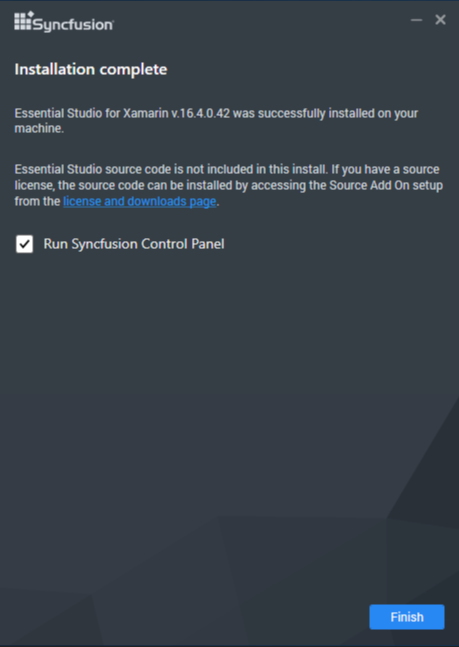 Syncfusion
Installation complete
Essential Studio for Xamarin v.16.4.0.42 was successfully installed on your
machine.
Essential Studio source code is not included in this install. If you have a source
license, the source code can be installed by accessing the Source Add On setup
from the license and downloads page.
Run Syncfusion Control Panel
Finish